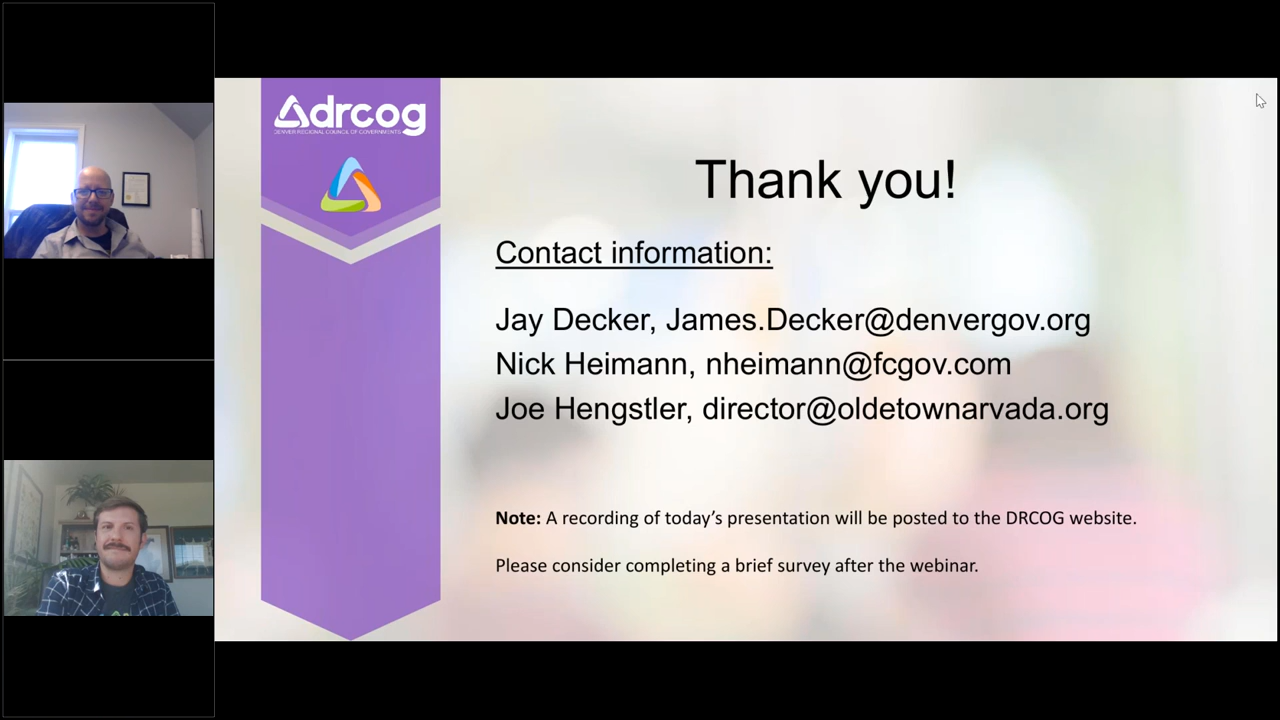 drcog
DENVER REGIONAL COUNCIL OF GOVERNMENTS
Thank you!
Contact information:
Jay Decker, James.Decker@denvergov.org
Nick Heimann, nheimann@fcgov.com
Joe Hengstler, director@oldetownarvada.org
Note: A recording of today’s presentation will be posted to the DRCOG website.
Please consider completing a brief survey after the webinar.